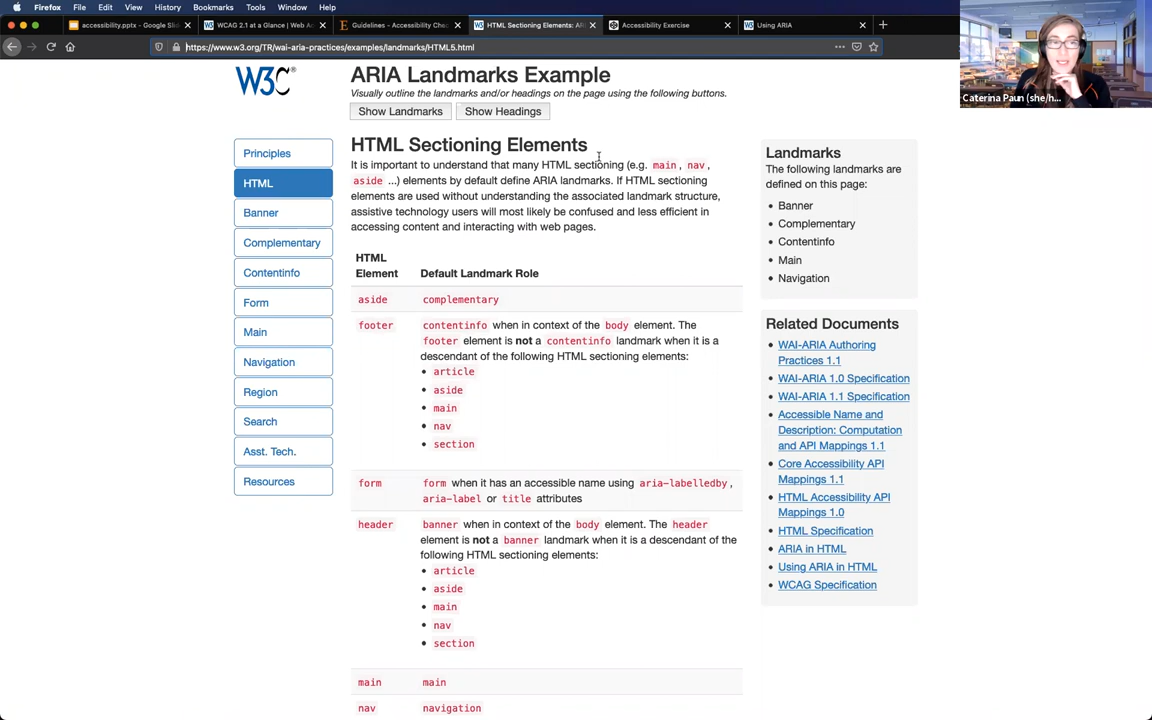 Firefox File Edit View History Bookmarks Tools Window Help
accessibility.pptx - Google Slid
WCAG 2.1 at a Glance | Web Ac
Guidelines – Accessibility Chec
HTML Sectioning Elements: ARI
Accessibility Exercise
Using ARIA
https://www.w3.org/TR/wai-aria-practices/examples/landmarks/HTML5.html
Caterina Paun (she/h...
W3C®
ARIA Landmarks Example
Visually outline the landmarks and/or headings on the page using the following buttons.
Show Landmarks Show Headings
Principles
HTML
Banner
Complementary
Contentinfo
Form
Main
Navigation
Region
Search
Asst. Tech.
Resources
HTML Sectioning Elements
It is important to understand that many HTML sectioning (e.g. main, nav,
aside ...) elements by default define ARIA landmarks. If HTML sectioning
elements are used without understanding the associated landmark structure,
assistive technology users will most likely be confused and less efficient in
accessing content and interacting with web pages.
HTML
Element Default Landmark Role
aside complementary
footer contentinfo when in context of the body element. The
footer element is not a contentinfo landmark when it is a
descendant of the following HTML sectioning elements:
• article
• aside
• main
• nav
• section
form form when it has an accessible name using aria-labelledby,
aria-label or title attributes
header banner when in context of the body element. The header
element is not a banner landmark when it is a descendant of the
following HTML sectioning elements:
• article
• aside
• main
• nav
• section
main main
nav navigation
Landmarks
The following landmarks are
defined on this page:
• Banner
• Complementary
• Contentinfo
• Main
• Navigation
Related Documents
• WAI-ARIA Authoring
Practices 1.1
• WAI-ARIA 1.0 Specification
• WAI-ARIA 1.1 Specification
• Accessible Name and
Description: Computation
and API Mappings 1.1
• Core Accessibility API
Mappings 1.1
• HTML Accessibility API
Mappings 1.0
• HTML Specification
• ARIA in HTML
• Using ARIA in HTML
• WCAG Specification